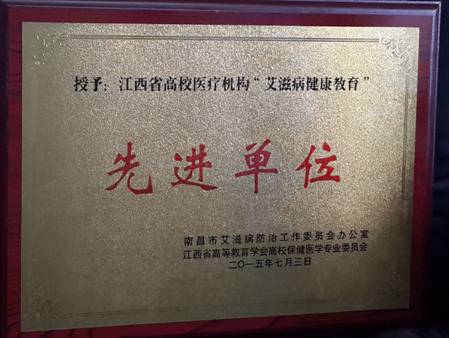 授予：江西省高校医疗机构“艾滋病健康教育”
先进单位
南昌市艾滋病防治工作委员会办公室
江西省高等教育学会高校保健医学专业委员会
二〇一五年七月三日